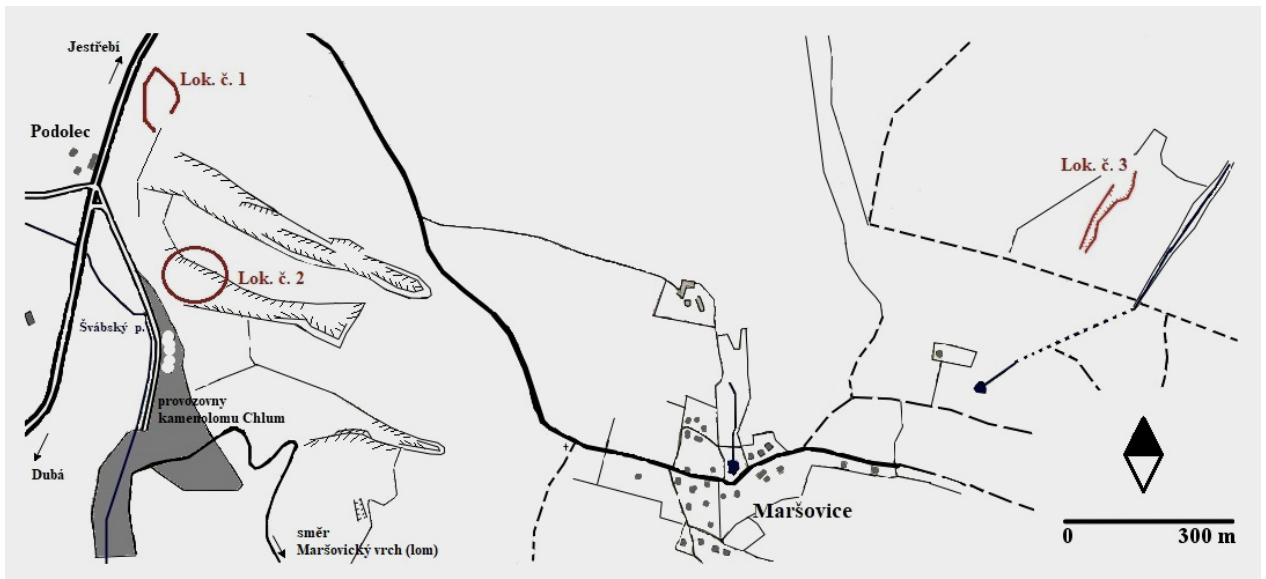 Jestřebí
Lok. č. 1
Podolec
Lok. č. 3
Lok. č. 2
Švábský p.
provozovny
kamenolomu Chlum
Dubá
Maršovice
směr
Maršovický vrch (lom)
0 300 m